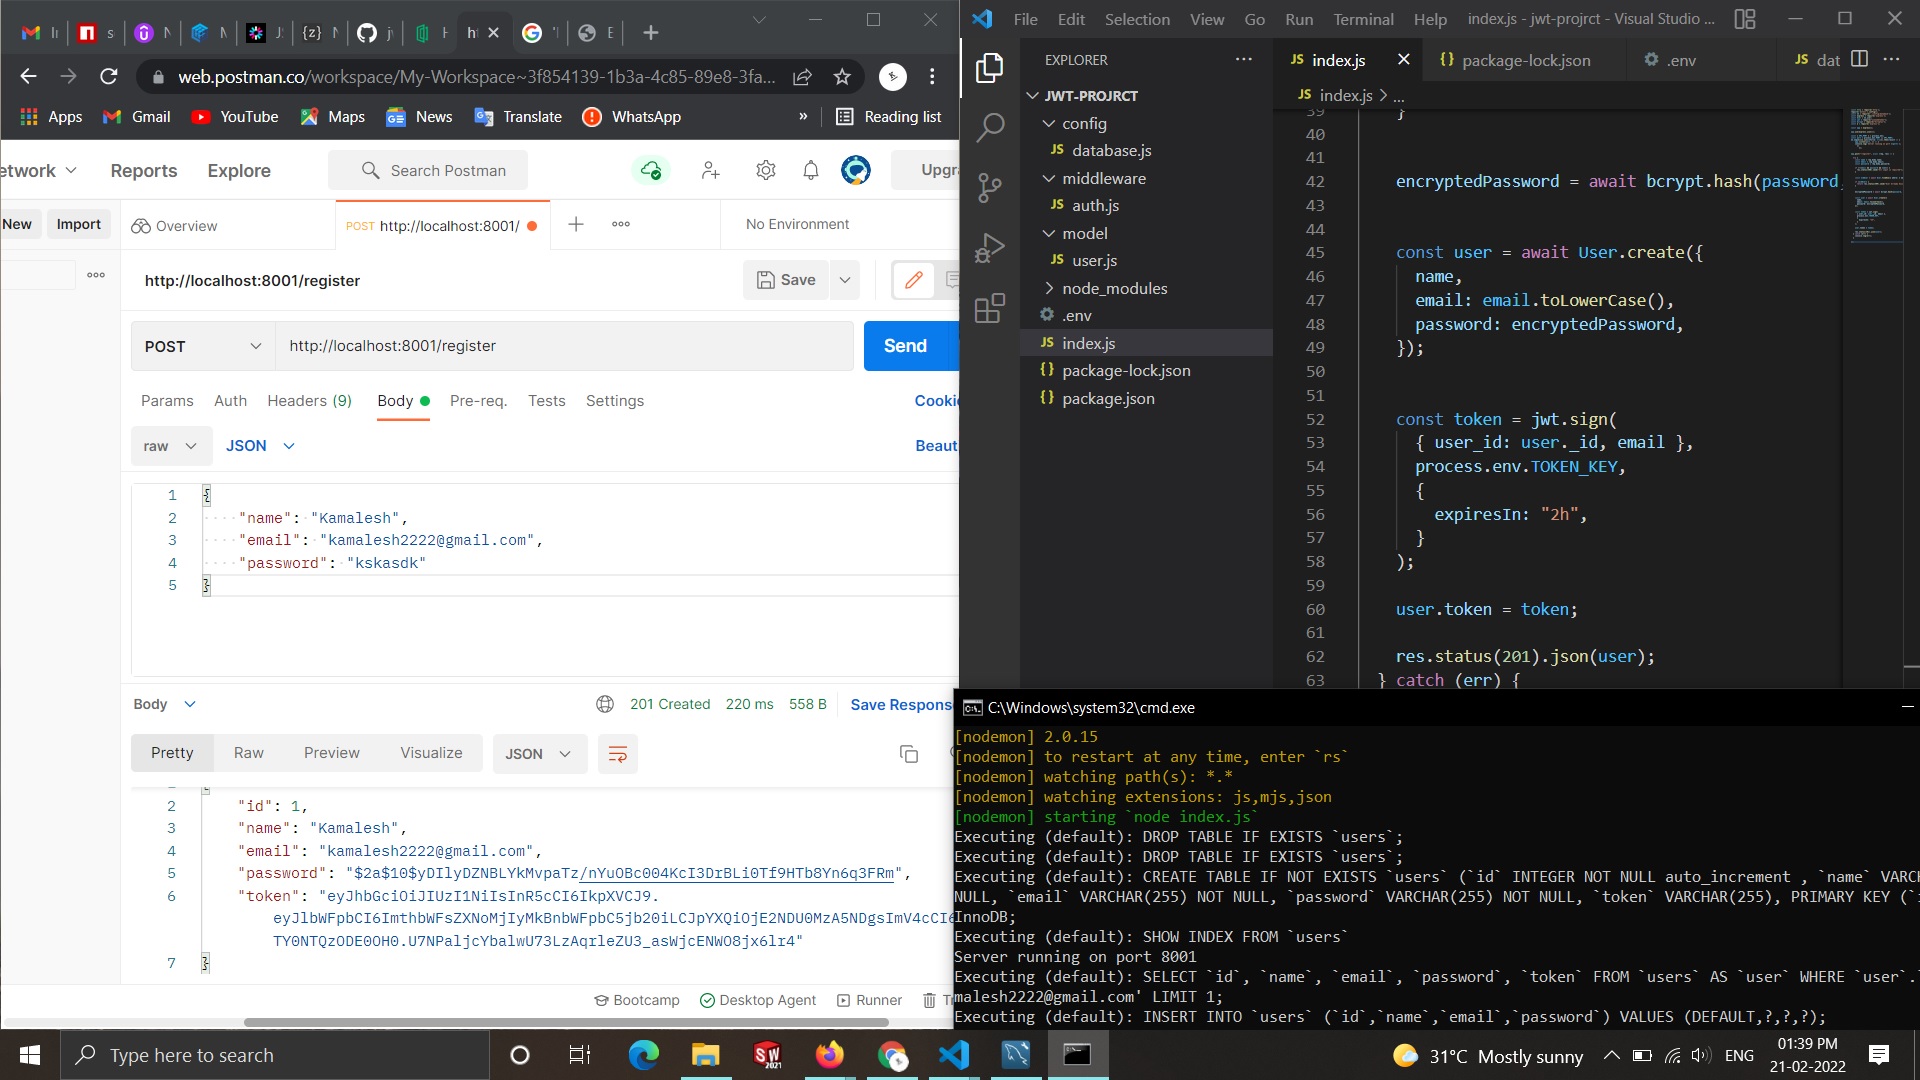 web.postman.co/workspace/My-Workspace~3f854139-1b3a-4c85-89e8-3fa...
Apps Gmail YouTube Maps News Translate WhatsApp » Reading list
etwork Reports Explore Search Postman Upgra
New Import Overview POST http://localhost:8001/ No Environment
http://localhost:8001/register Save
POST http://localhost:8001/register Send
Params Auth Headers (9) Body Pre-req. Tests Settings Cooki
raw JSON Beaut
1 {
2 "name": "Kamalesh",
3 "email": "kamalesh2222@gmail.com",
4 "password": "kskasdk"
5 }
Body 201 Created 220 ms 558 B Save Respons
Pretty Raw Preview Visualize JSON
2 "id": 1,
3 "name": "Kamalesh",
4 "email": "kamalesh2222@gmail.com",
5 "password": "$2a$10$yDIlyDZNBLYkMvpaTz/nYuOBc004KcI3DrBLi0Tf9HTb8Yn6q3FRm",
6 "token": "eyJhbGciOiJIUzI1NiIsInR5cCI6IkpXVCJ9.
eyJlbWFpbCI6ImthbWFsZXNoMjIyMkBnbWFpbC5jb20iLCJpYXQiOjE2NDU0MzA5NDgsImV4cCI6
TY0NTQzODE0OH0.U7NPaljcYbalwU73LzAqrleZU3_asWjcENWO8jx6lr4"
7 }
Bootcamp Desktop Agent Runner Tr
File Edit Selection View Go Run Terminal Help index.js - jwt-projrct - Visual Studio ...
EXPLORER ...
JWT-PROJRCT
config
JS database.js
middleware
JS auth.js
model
JS user.js
node_modules
.env
JS index.js
{} package-lock.json
{} package.json
JS index.js {} package-lock.json .env JS dat
JS index.js > ...
39 }
40
41
42 encryptedPassword = await bcrypt.hash(password,
43
44
45 const user = await User.create({
46 name,
47 email: email.toLowerCase(),
48 password: encryptedPassword,
49 });
50
51
52 const token = jwt.sign(
53 { user_id: user._id, email },
54 process.env.TOKEN_KEY,
55 {
56 expiresIn: "2h",
57 }
58 );
59
60 user.token = token;
61
62 res.status(201).json(user);
63 } catch (err) {
C:\Windows\system32\cmd.exe
[nodemon] 2.0.15
[nodemon] to restart at any time, enter `rs`
[nodemon] watching path(s): *.*
[nodemon] watching extensions: js,mjs,json
[nodemon] starting `node index.js`
Executing (default): DROP TABLE IF EXISTS `users`;
Executing (default): DROP TABLE IF EXISTS `users`;
Executing (default): CREATE TABLE IF NOT EXISTS `users` (`id` INTEGER NOT NULL auto_increment , `name` VARCH
NULL, `email` VARCHAR(255) NOT NULL, `password` VARCHAR(255) NOT NULL, `token` VARCHAR(255), PRIMARY KEY (`i
InnoDB;
Executing (default): SHOW INDEX FROM `users`
Server running on port 8001
Executing (default): SELECT `id`, `name`, `email`, `password`, `token` FROM `users` AS `user` WHERE `user`.`
malesh2222@gmail.com' LIMIT 1;
Executing (default): INSERT INTO `users` (`id`,`name`,`email`,`password`) VALUES (DEFAULT,?,?,?);
Type here to search
SW 2021
31°C Mostly sunny ENG
01:39 PM
21-02-2022